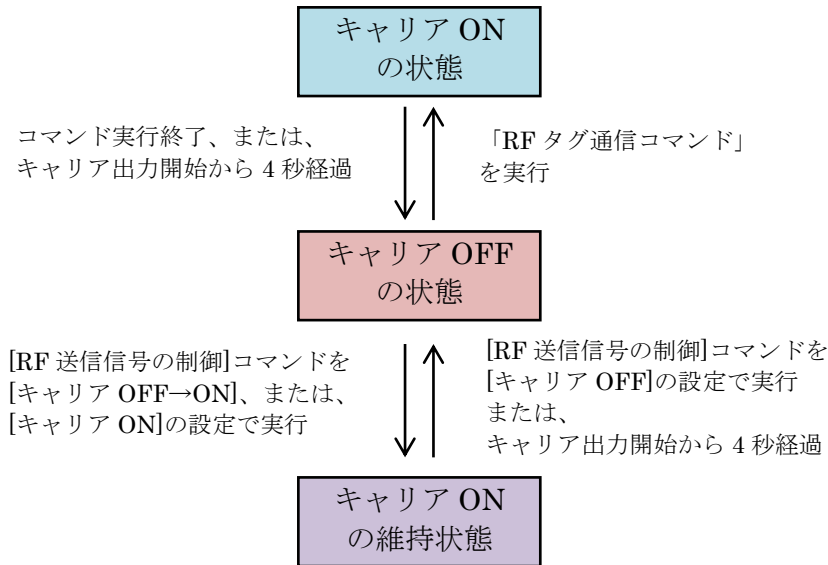 キャリア ON
の状態
コマンド実行終了、または、
キャリア出力開始から 4 秒経過
「RF タグ通信コマンド」
を実行
キャリア OFF
の状態
[RF 送信信号の制御]コマンドを
[キャリア OFF→ON]、または、
[キャリア ON]の設定で実行
[RF 送信信号の制御]コマンドを
[キャリア OFF]の設定で実行
または、
キャリア出力開始から 4 秒経過
キャリア ON
の維持状態